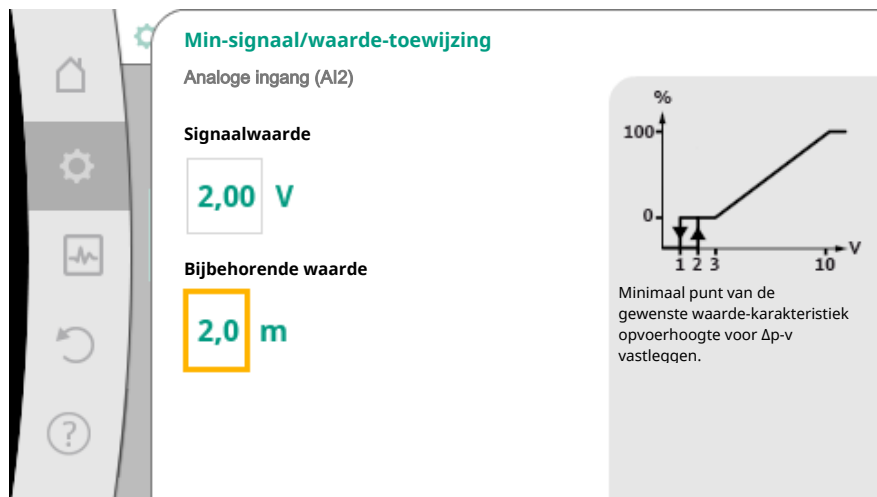 Min-signaal/waarde-toewijzing
Analoge ingang (AI2)
Signaalwaarde
2,00 V
Bijbehorende waarde
2,0 m
%
100
0
1 2 3 10 V
Minimaal punt van de
gewenste waarde-karakteristiek
opvoerhoogte voor Δp-v
vastleggen.
?